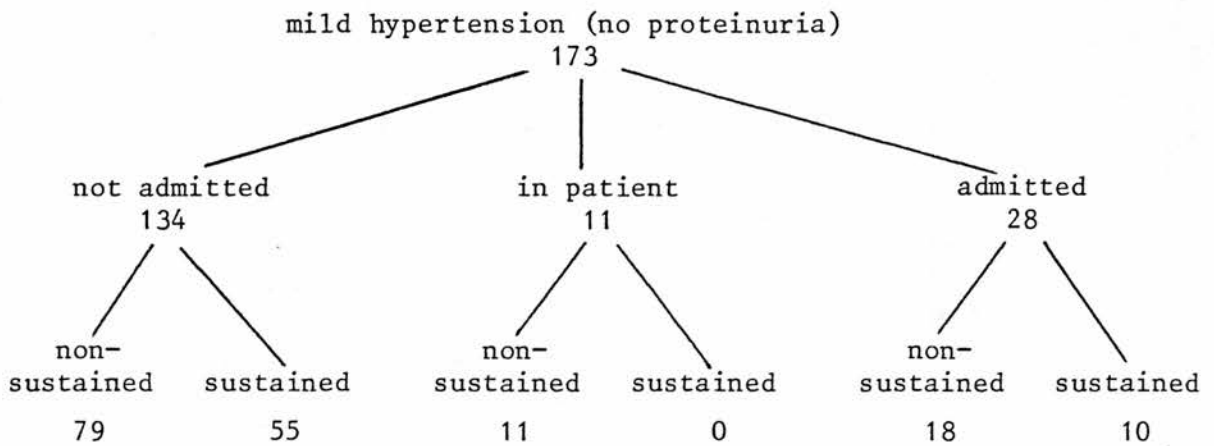 mild hypertension (no proteinuria)
173
not admitted in patient admitted
134 11 28
non- non- non-
sustained sustained sustained sustained sustained sustained
79 55 11 0 18 10